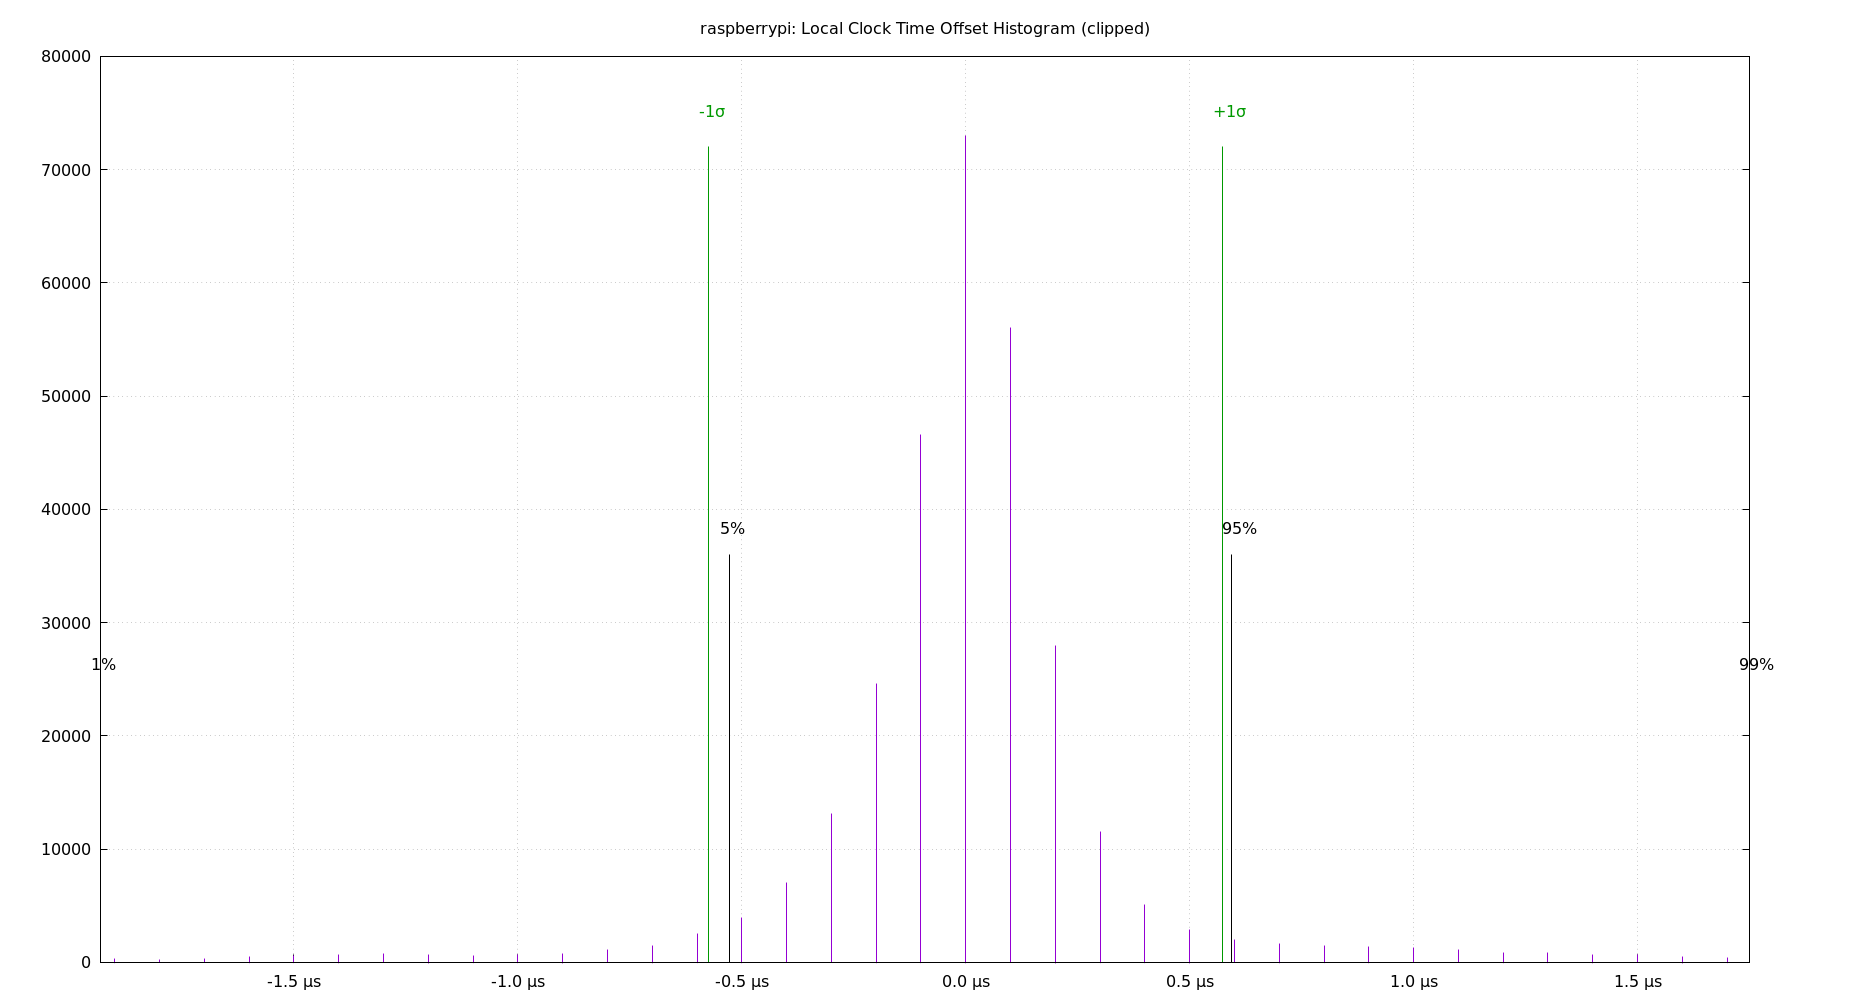 raspberrypi: Local Clock Time Offset Histogram (clipped)
80000
-1σ
+1σ
70000
60000
50000
40000
5%
95%
30000
1%
99%
20000
10000
0
-1.5 µs
-1.0 µs
-0.5 µs
0.0 µs
0.5 µs
1.0 µs
1.5 µs